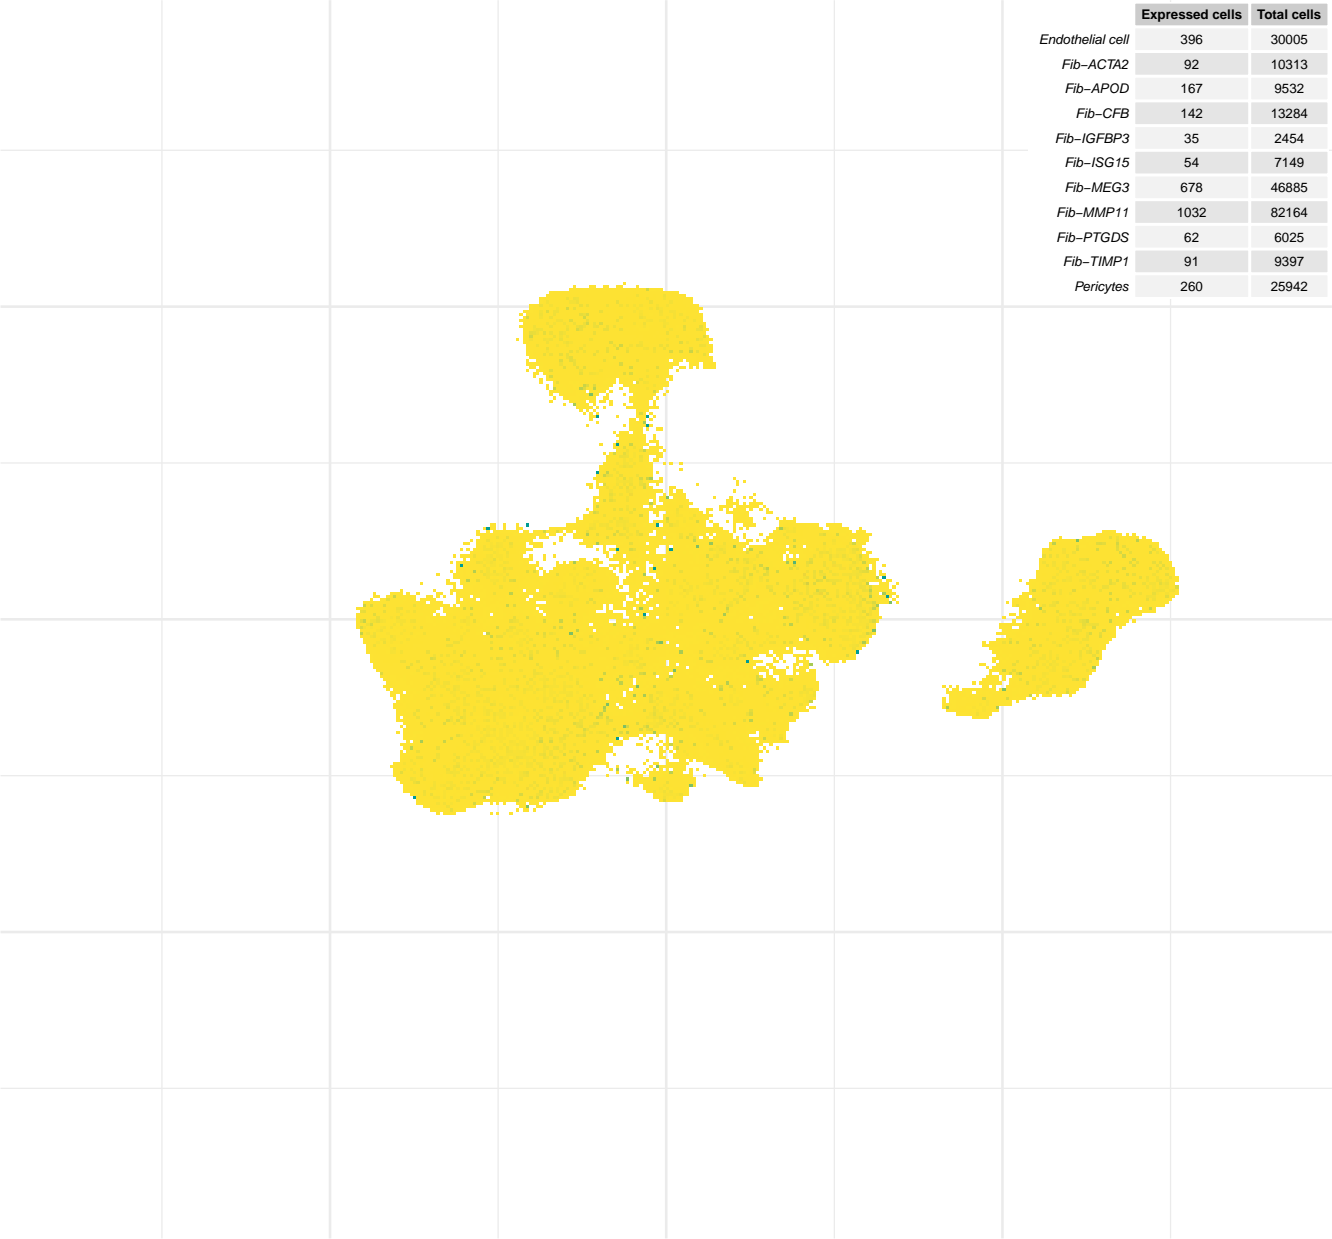 Expressed cells Total cells
Endothelial cell 396 30005
Fib−ACTA2 92 10313
Fib−APOD 167 9532
Fib−CFB 142 13284
Fib−IGFBP3 35 2454
Fib−ISG15 54 7149
Fib−MEG3 678 46885
Fib−MMP11 1032 82164
Fib−PTGDS 62 6025
Fib−TIMP1 91 9397
Pericytes 260 25942